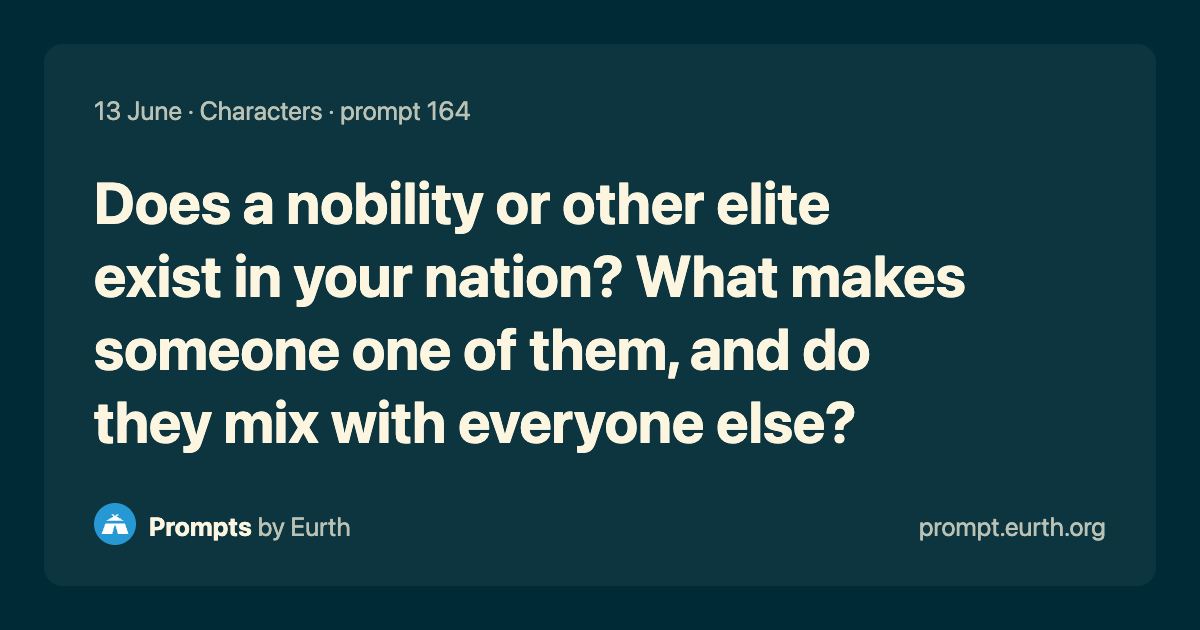 13 June · Characters · prompt 164
Does a nobility or other elite
exist in your nation? What makes
someone one of them, and do
they mix with everyone else?
Prompts by Eurth
prompt.eurth.org